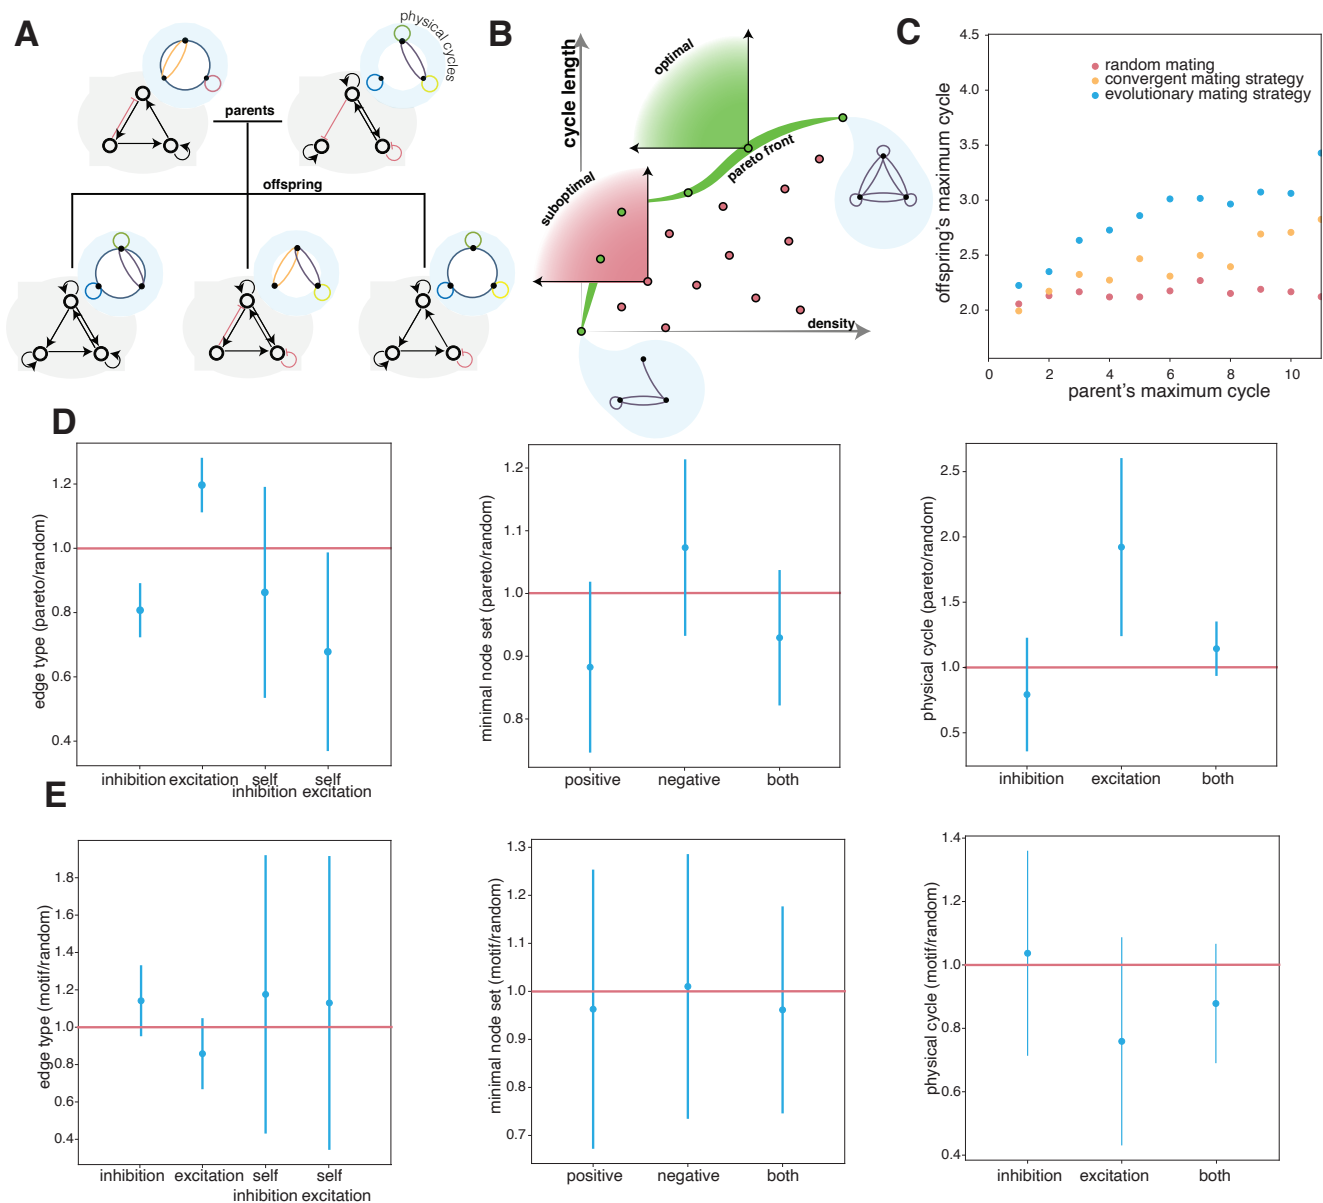 A
physical cycles
parents
offspring
B
cycle length
optimal
suboptimal
pareto front
density
C
offspring's maximum cycle
4.5
4.0
3.5
3.0
2.5
2.0
random mating
convergent mating strategy
evolutionary mating strategy
0 2 4 6 8 10
parent's maximum cycle
D
edge type (pareto/random)
1.2
1.0
0.8
0.6
0.4
inhibition excitation self inhibition self excitation
minimal node set (pareto/random)
1.2
1.1
1.0
0.9
0.8
positive negative both
physical cycle (pareto/random)
2.5
2.0
1.5
1.0
0.5
inhibition excitation both
E
edge type (motif/random)
1.8
1.6
1.4
1.2
1.0
0.8
0.6
0.4
inhibition excitation self inhibition self excitation
minimal node set (motif/random)
1.3
1.2
1.1
1.0
0.9
0.8
0.7
positive negative both
physical cycle (motif/random)
1.4
1.2
1.0
0.8
0.6
0.4
inhibition excitation both